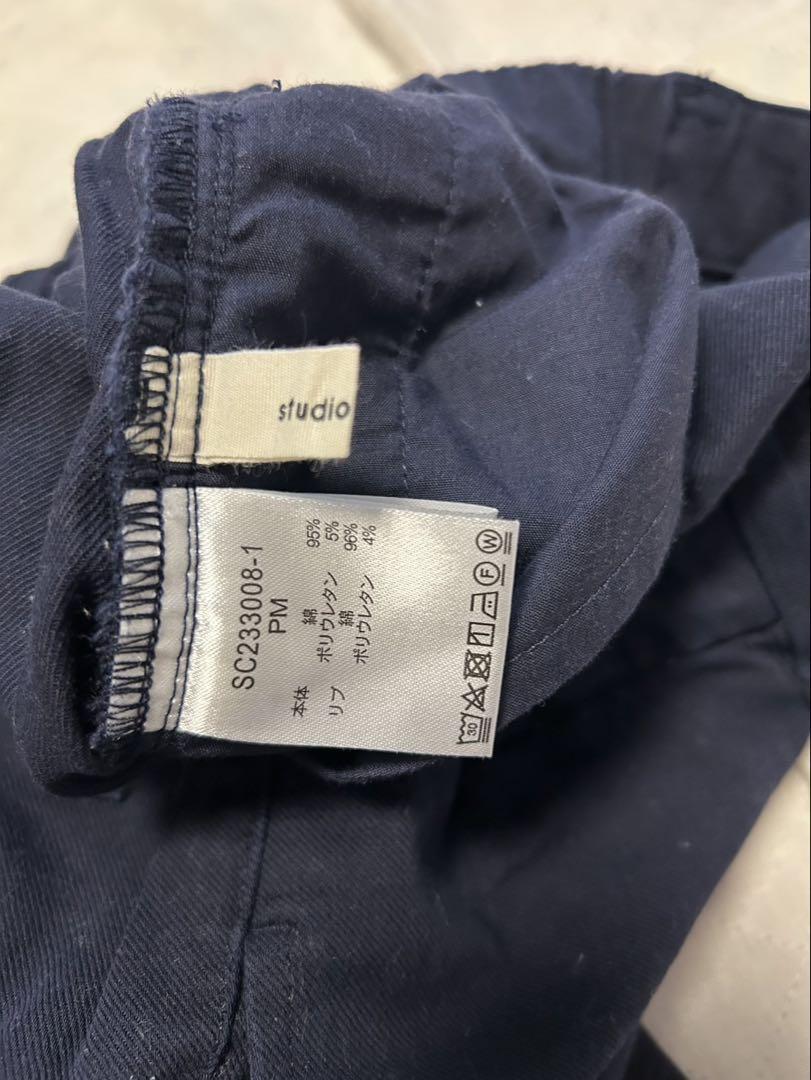 studio
SC233008-1
PM
本体 綿 95%
ポリウレタン 5%
リブ 綿 96%
ポリウレタン 4%
30 F W